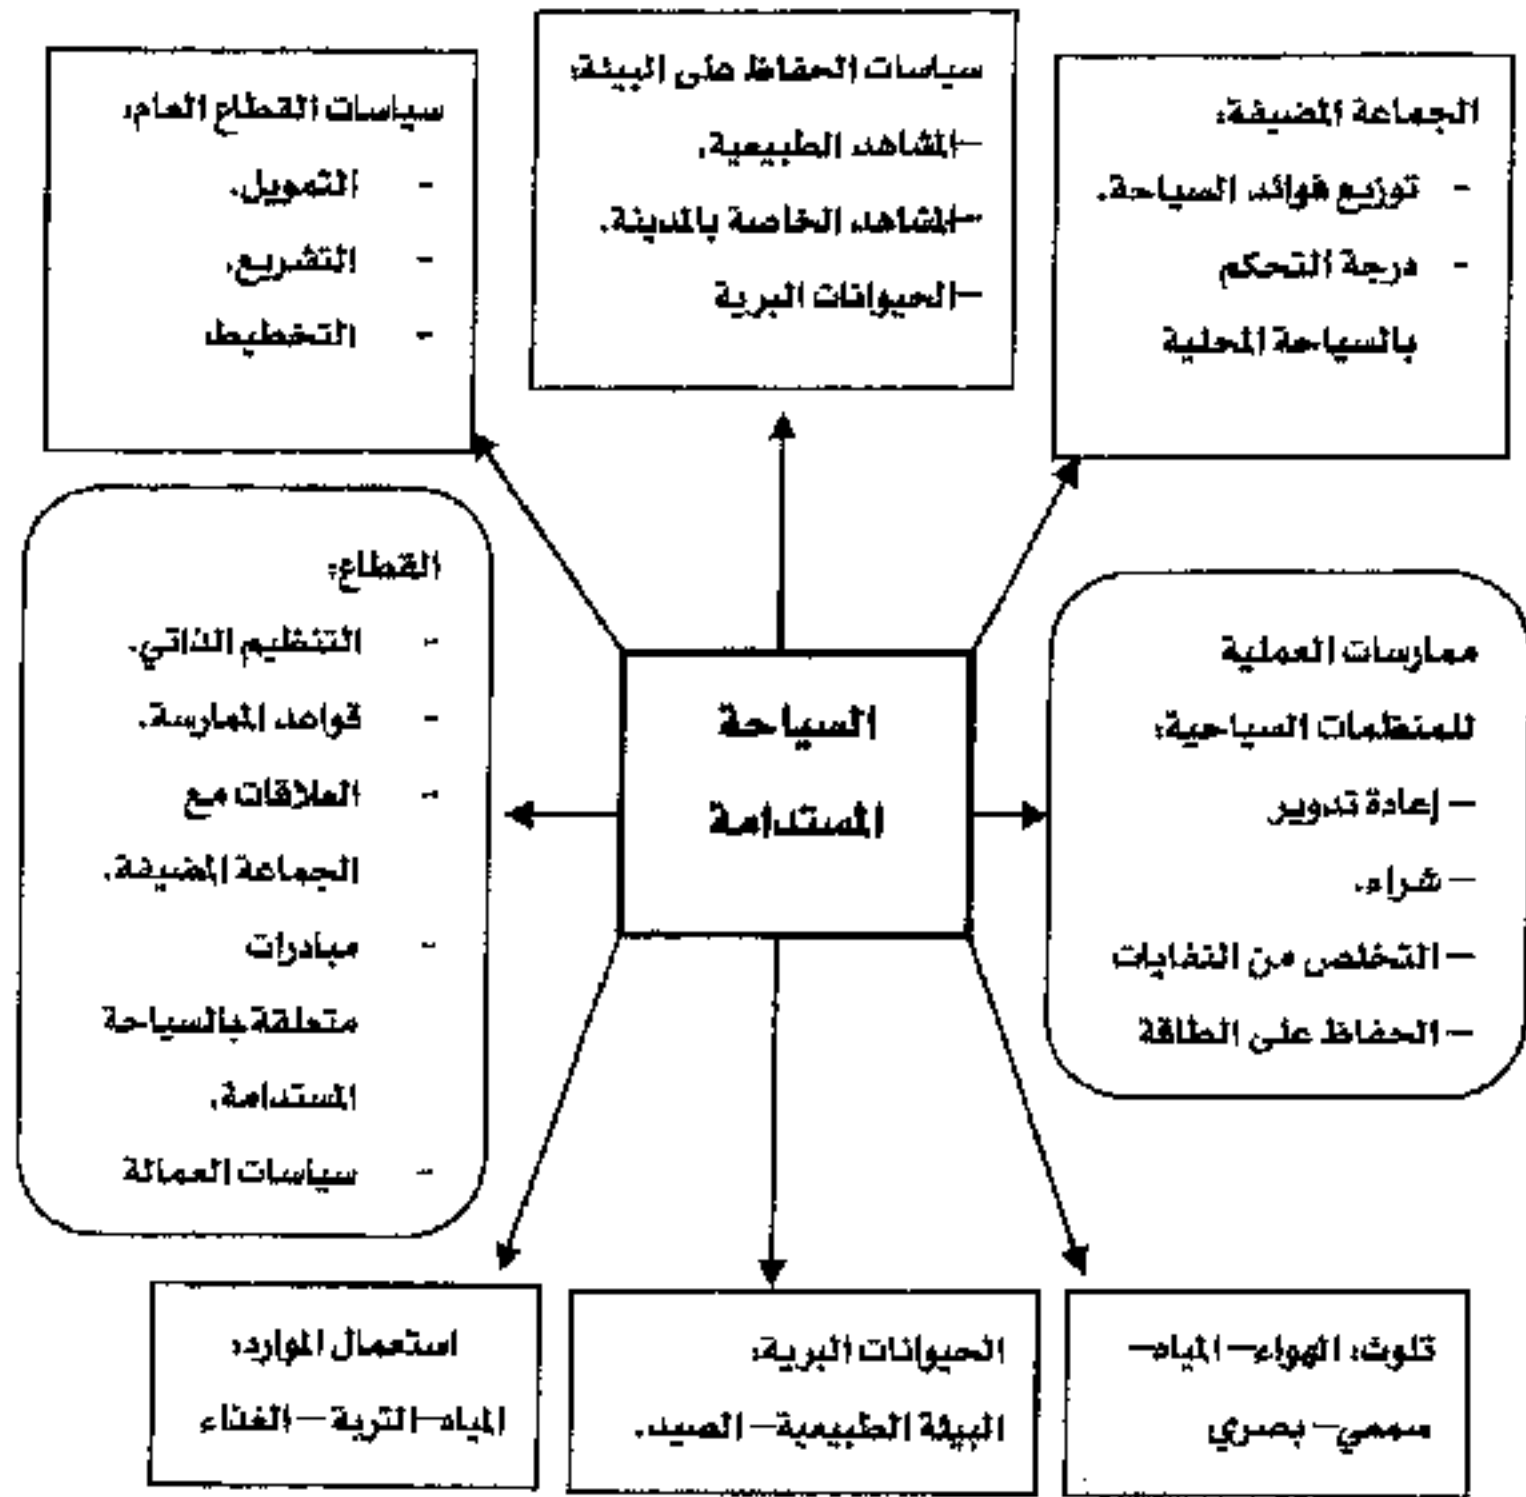 الجماعة المضيفة:
- توزيع فوائد السياحة.
- درجة التحكم
بالسياحة المحلية
سياسات الحفاظ على البيئة:
–المشاهد الطبيعية.
–المشاهد الخاصة بالمدينة.
–الحيوانات البرية
سياسات القطاع العام:
- التمويل.
- التشريع.
- التخطيط
ممارسات العملية
للمنظمات السياحية:
– إعادة تدوير
– شراء.
– التخلص من النفايات
– الحفاظ على الطاقة
السياحة
المستدامة
القطاع:
- التنظيم الذاتي.
- قواعد الممارسة.
- العلاقات مع
الجماعة المضيفة.
- مبادرات
متعلقة بالسياحة
المستدامة.
- سياسات العمالة
تلوث: الهواء– المياه–
سمعي– بصري
الحيوانات البرية:
البيئة الطبيعية– الصيد.
استعمال الموارد:
المياه–التربة– الغذاء